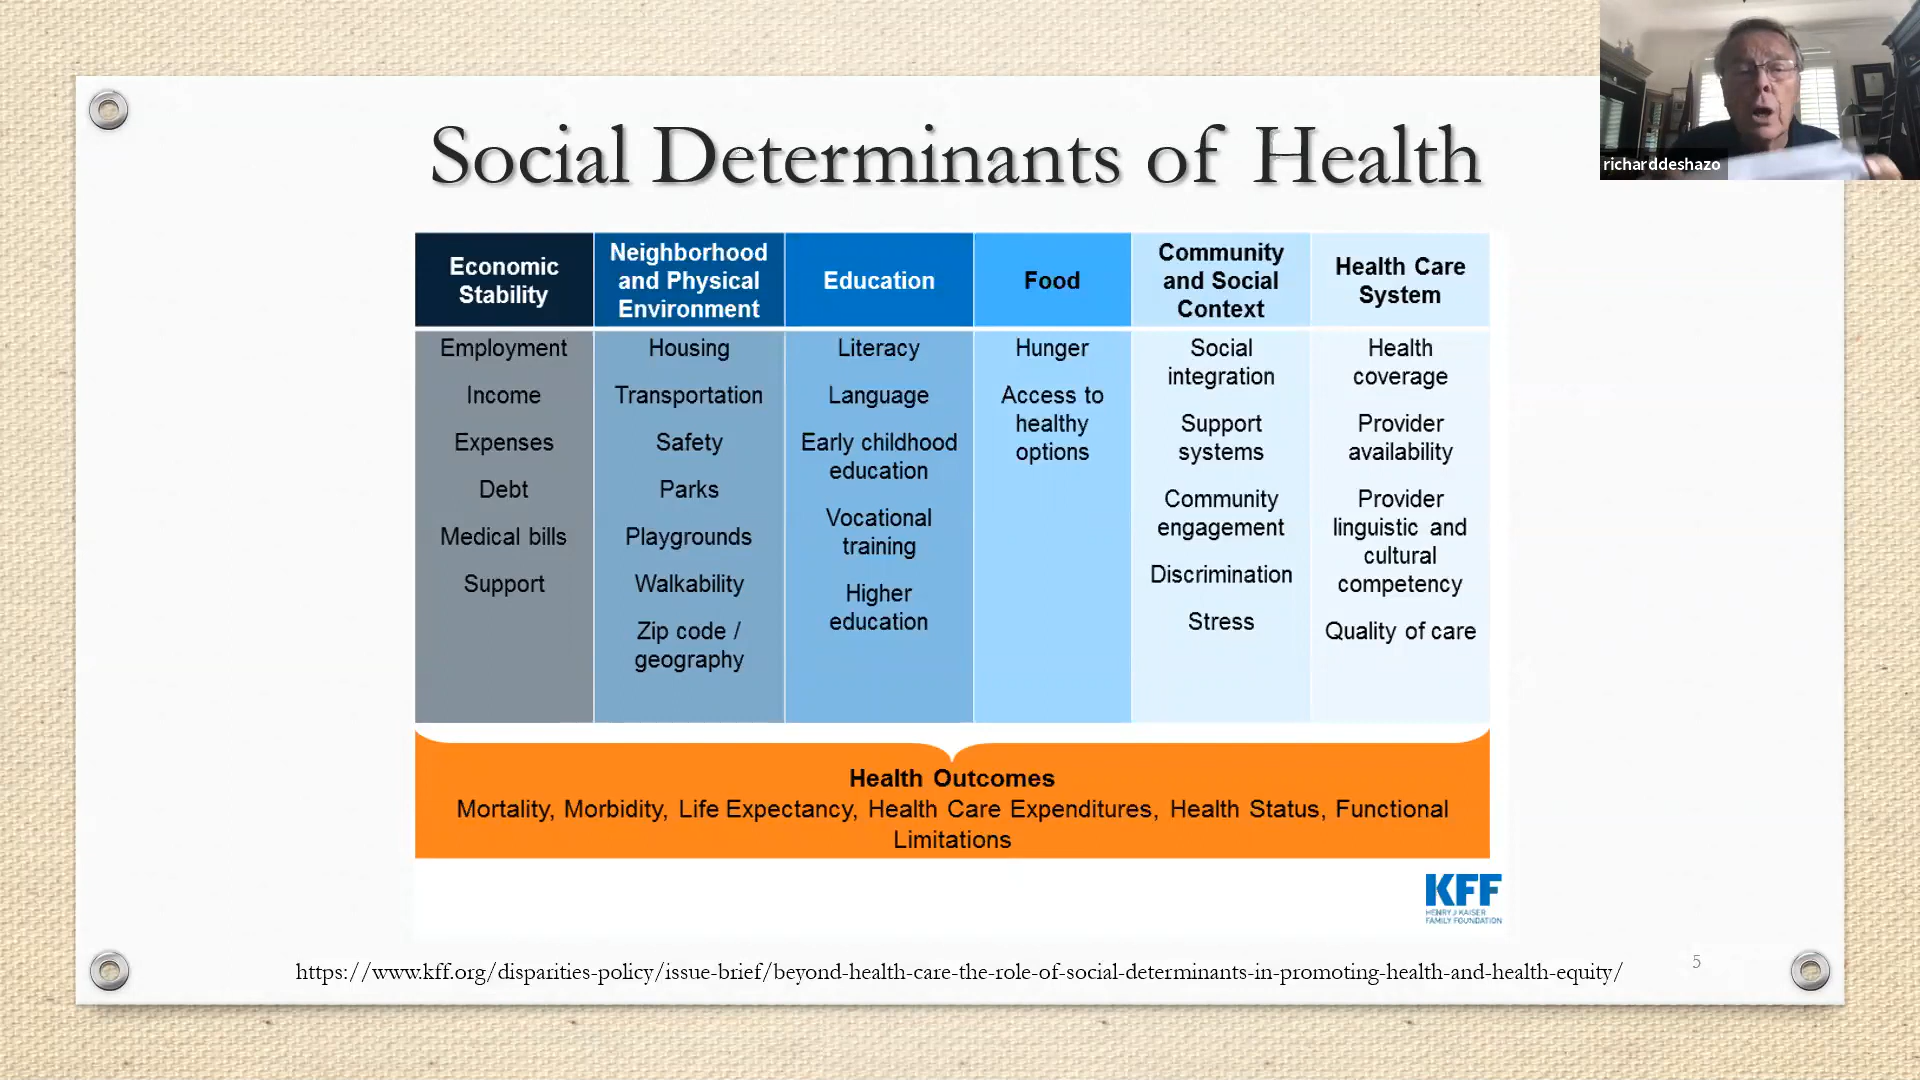 Social Determinants of Health
richarddeshazo
Economic
Stability
Employment
Income
Expenses
Debt
Medical bills
Support
Neighborhood
and Physical
Environment
Housing
Transportation
Safety
Parks
Playgrounds
Walkability
Zip code /
geography
Education
Literacy
Language
Early childhood
education
Vocational
training
Higher
education
Food
Hunger
Access to
healthy
options
Community
and Social
Context
Social
integration
Support
systems
Community
engagement
Discrimination
Stress
Health Care
System
Health
coverage
Provider
availability
Provider
linguistic and
cultural
competency
Quality of care
Health Outcomes
Mortality, Morbidity, Life Expectancy, Health Care Expenditures, Health Status, Functional
Limitations
KFF
HENRY J KAISER
FAMILY FOUNDATION
https://www.kff.org/disparities-policy/issue-brief/beyond-health-care-the-role-of-social-determinants-in-promoting-health-and-health-equity/
5